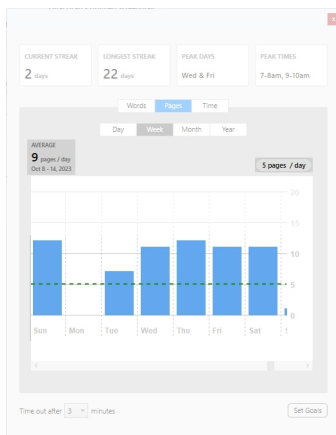 x
CURRENT STREAK
2 days
LONGEST STREAK
22 days
PEAK DAYS
Wed & Fri
PEAK TIMES
7-8am, 9-10am
Words Pages Time
Day Week Month Year
AVERAGE
9 pages / day
Oct 8 - 14, 2023
5 pages / day
20
15
10
5
0
Sun Mon Tue Wed Thu Fri Sat
Time out after 3 minutes
Set Goals